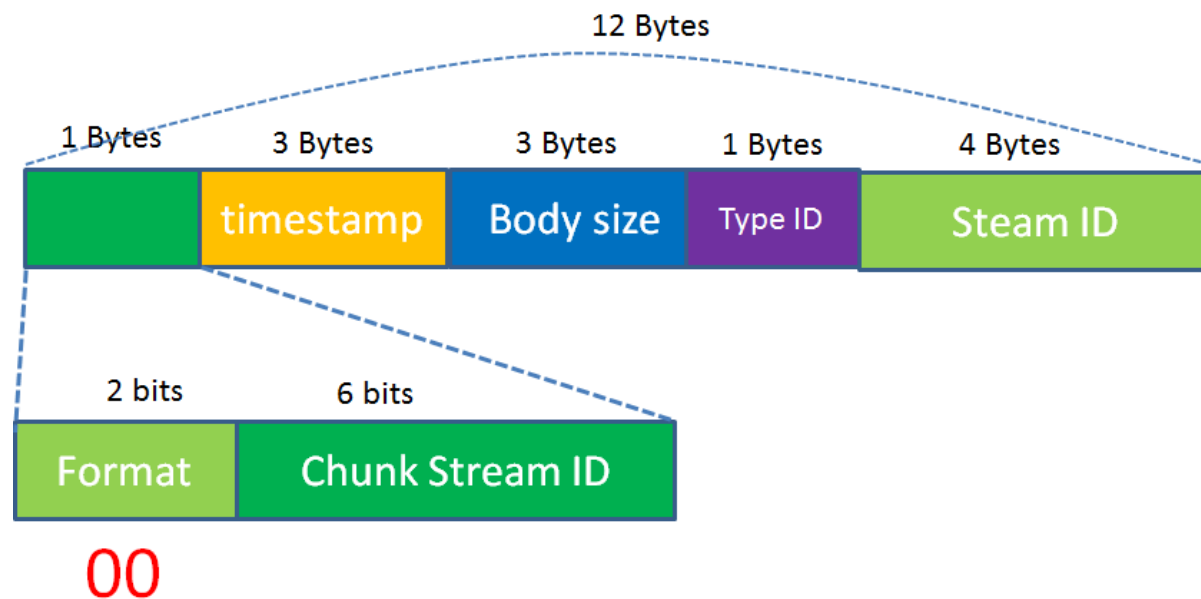 12 Bytes
1 Bytes 3 Bytes 3 Bytes 1 Bytes 4 Bytes
timestamp Body size Type ID Steam ID
2 bits 6 bits
Format Chunk Stream ID
00